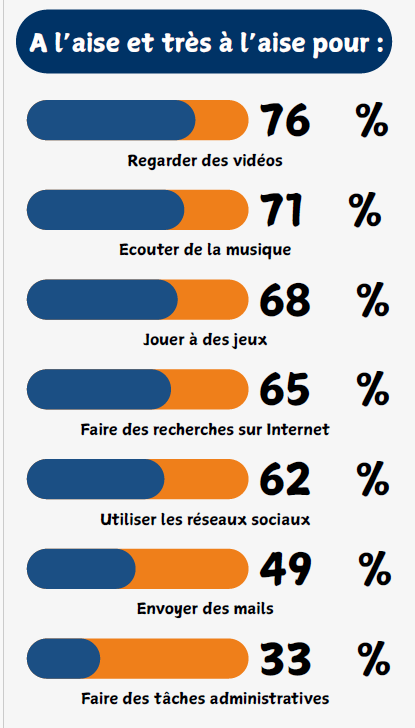 A l'aise et très à l'aise pour :
76 %
Regarder des vidéos
71 %
Ecouter de la musique
68 %
Jouer à des jeux
65 %
Faire des recherches sur Internet
62 %
Utiliser les réseaux sociaux
49 %
Envoyer des mails
33 %
Faire des tâches administratives